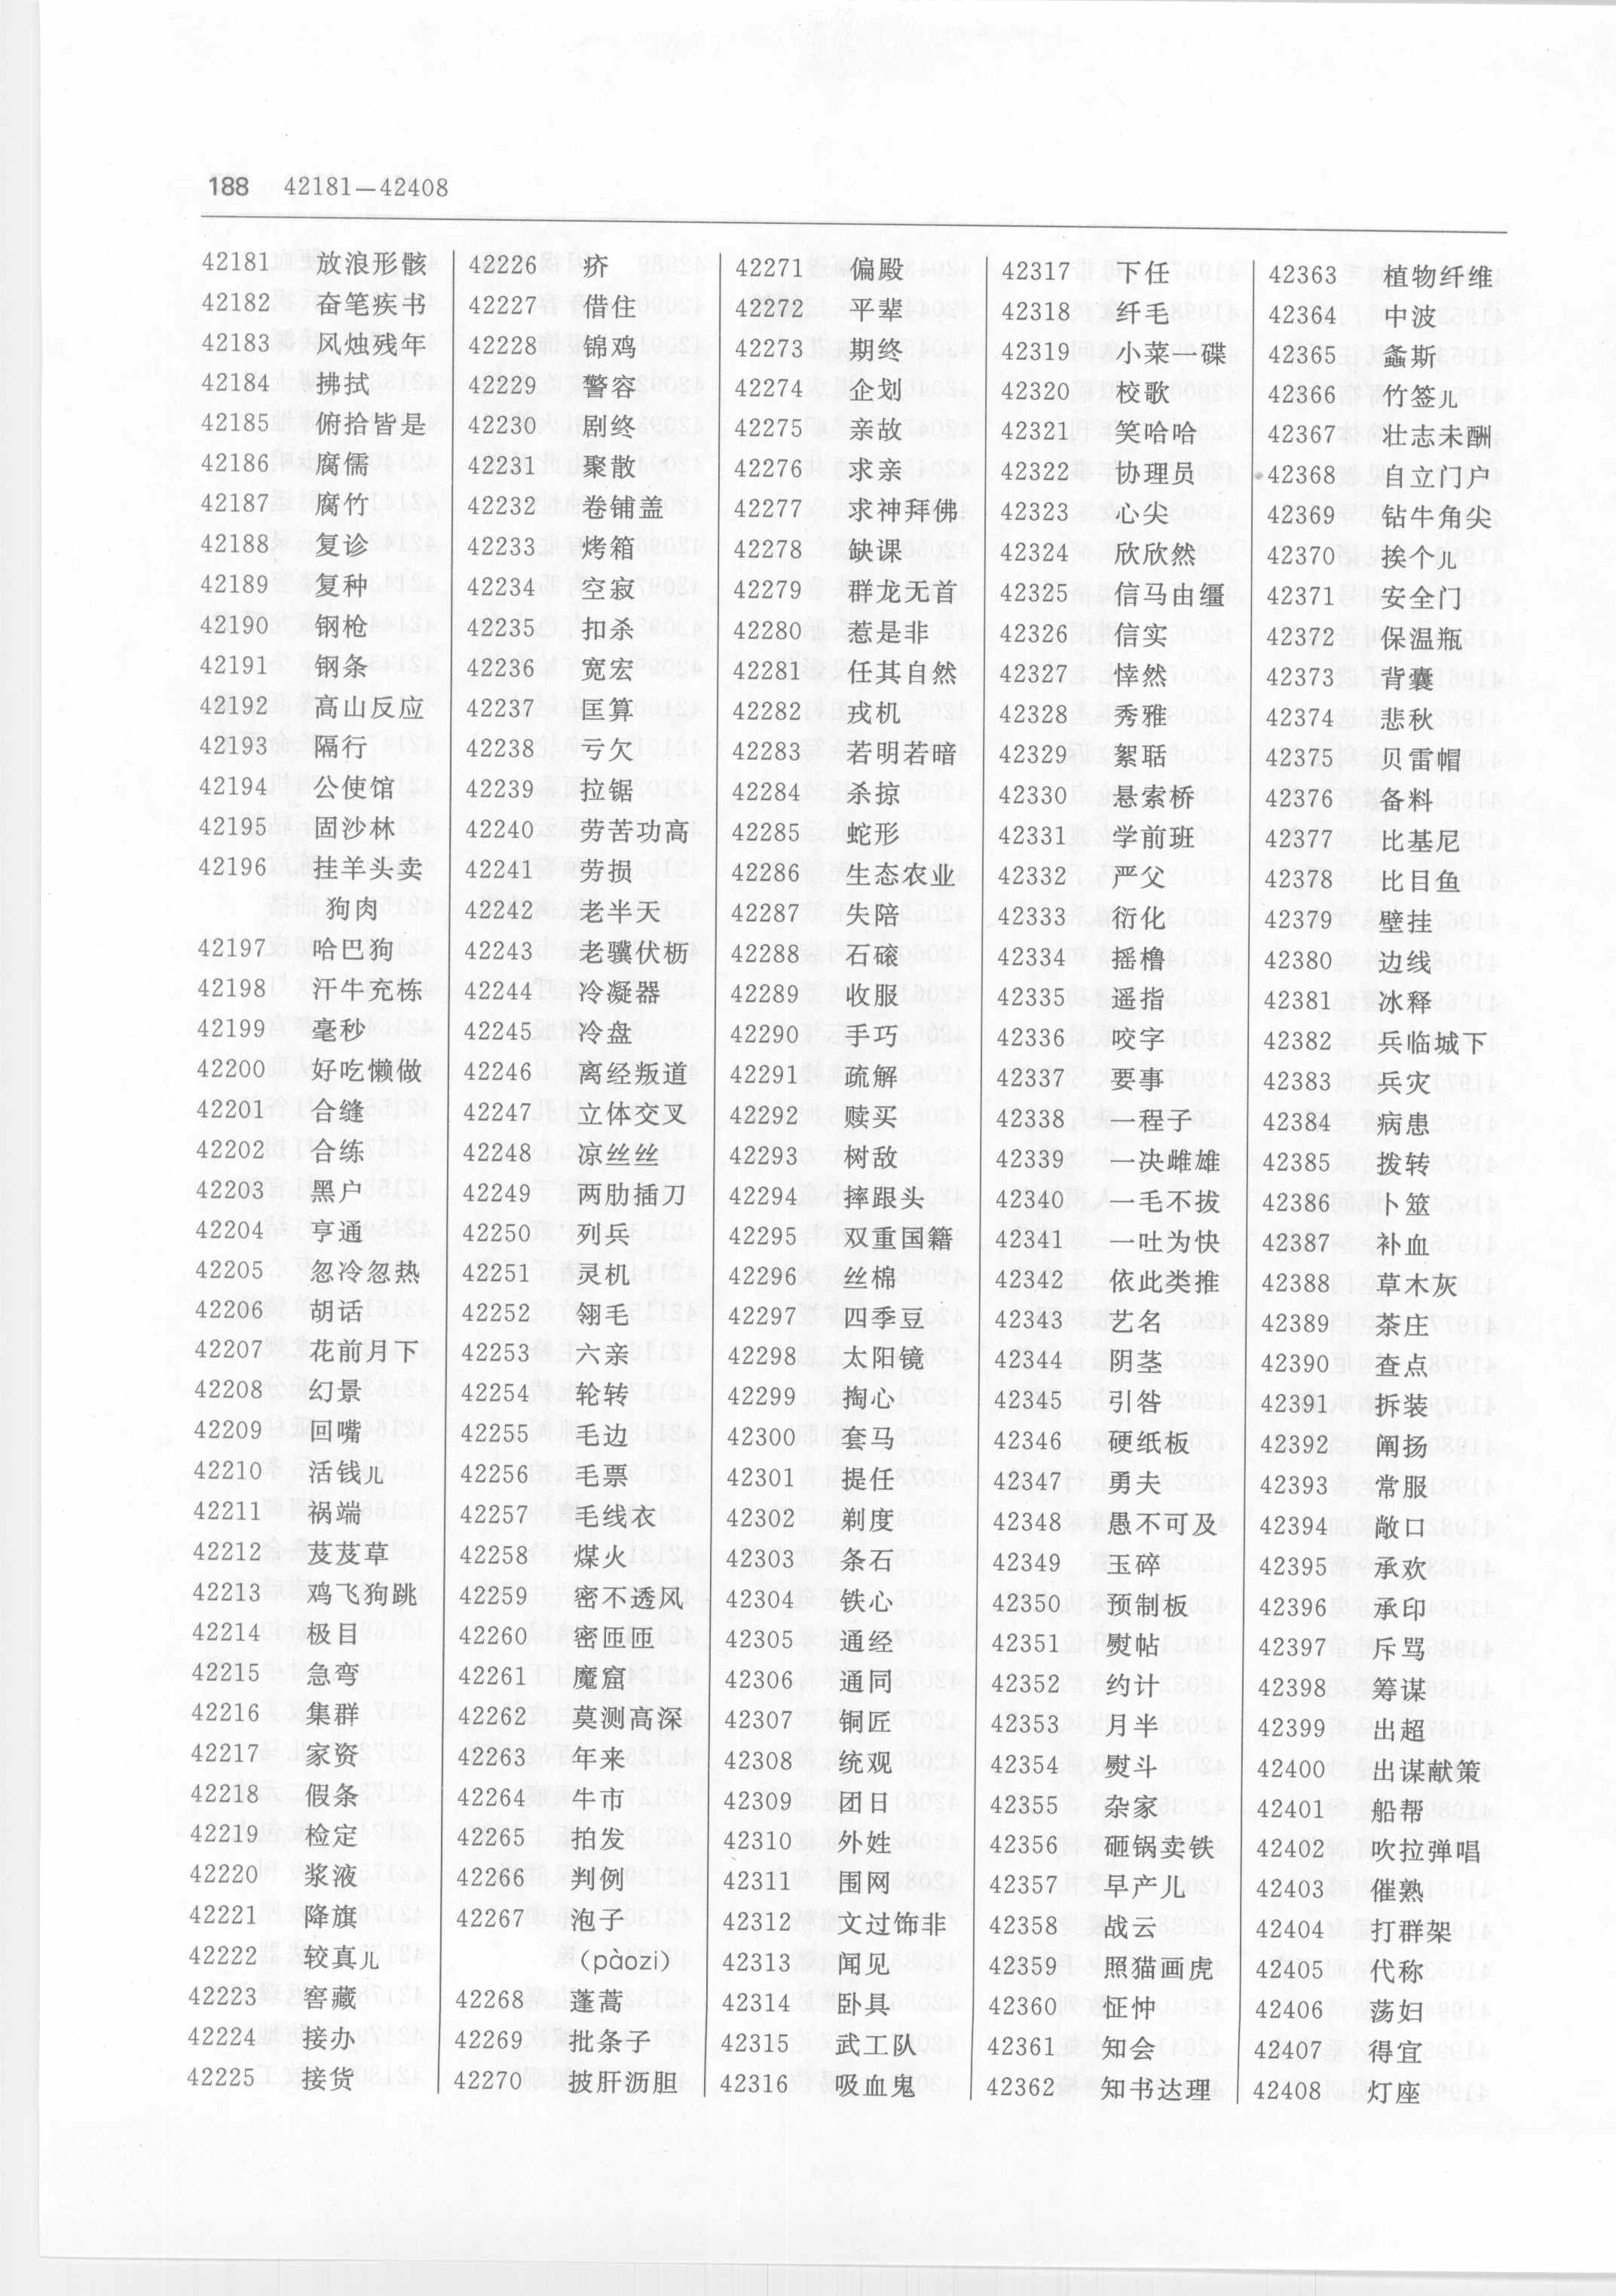 188 42181—42408
42181 放浪形骸
42182 奋笔疾书
42183 风烛残年
42184 拂拭
42185 俯拾皆是
42186 腐儒
42187 腐竹
42188 复诊
42189 复种
42190 钢枪
42191 钢条
42192 高山反应
42193 隔行
42194 公使馆
42195 固沙林
42196 挂羊头卖
狗肉
42197 哈巴狗
42198 汗牛充栋
42199 毫秒
42200 好吃懒做
42201 合缝
42202 合练
42203 黑户
42204 亨通
42205 忽冷忽热
42206 胡话
42207 花前月下
42208 幻景
42209 回嘴
42210 活钱儿
42211 祸端
42212 芨芨草
42213 鸡飞狗跳
42214 极目
42215 急弯
42216 集群
42217 家资
42218 假条
42219 检定
42220 浆液
42221 降旗
42222 较真儿
42223 窖藏
42224 接办
42225 接货
42226 疥
42227 借住
42228 锦鸡
42229 警容
42230 剧终
42231 聚散
42232 卷铺盖
42233 烤箱
42234 空寂
42235 扣杀
42236 宽宏
42237 匡算
42238 亏欠
42239 拉锯
42240 劳苦功高
42241 劳损
42242 老半天
42243 老骥伏枥
42244 冷凝器
42245 冷盘
42246 离经叛道
42247 立体交叉
42248 凉丝丝
42249 两肋插刀
42250 列兵
42251 灵机
42252 翎毛
42253 六亲
42254 轮转
42255 毛边
42256 毛票
42257 毛线衣
42258 煤火
42259 密不透风
42260 密匝匝
42261 魔窟
42262 莫测高深
42263 年来
42264 牛市
42265 拍发
42266 判例
42267 泡子
(pàozi)
42268 蓬蒿
42269 批条子
42270 披肝沥胆
42271 偏殿
42272 平辈
42273 期终
42274 企划
42275 亲故
42276 求亲
42277 求神拜佛
42278 缺课
42279 群龙无首
42280 惹是非
42281 任其自然
42282 戎机
42283 若明若暗
42284 杀掠
42285 蛇形
42286 生态农业
42287 失陪
42288 石磙
42289 收服
42290 手巧
42291 疏解
42292 赎买
42293 树敌
42294 摔跟头
42295 双重国籍
42296 丝棉
42297 四季豆
42298 太阳镜
42299 掏心
42300 套马
42301 提任
42302 剃度
42303 条石
42304 铁心
42305 通经
42306 通同
42307 铜匠
42308 统观
42309 团日
42310 外姓
42311 围网
42312 文过饰非
42313 闻见
42314 卧具
42315 武工队
42316 吸血鬼
42317 下任
42318 纤毛
42319 小菜一碟
42320 校歌
42321 笑哈哈
42322 协理员
42323 心尖
42324 欣欣然
42325 信马由缰
42326 信实
42327 悻然
42328 秀雅
42329 絮聒
42330 悬索桥
42331 学前班
42332 严父
42333 衍化
42334 摇橹
42335 遥指
42336 咬字
42337 要事
42338 一程子
42339 一决雌雄
42340 一毛不拔
42341 一吐为快
42342 依此类推
42343 艺名
42344 阴茎
42345 引咎
42346 硬纸板
42347 勇夫
42348 愚不可及
42349 玉碎
42350 预制板
42351 熨帖
42352 约计
42353 月半
42354 熨斗
42355 杂家
42356 砸锅卖铁
42357 早产儿
42358 战云
42359 照猫画虎
42360 怔忡
42361 知会
42362 知书达理
42363 植物纤维
42364 中波
42365 螽斯
42366 竹签儿
42367 壮志未酬
42368 自立门户
42369 钻牛角尖
42370 挨个儿
42371 安全门
42372 保温瓶
42373 背囊
42374 悲秋
42375 贝雷帽
42376 备料
42377 比基尼
42378 比目鱼
42379 壁挂
42380 边线
42381 冰释
42382 兵临城下
42383 兵灾
42384 病患
42385 拨转
42386 卜筮
42387 补血
42388 草木灰
42389 茶庄
42390 查点
42391 拆装
42392 阐扬
42393 常服
42394 敞口
42395 承欢
42396 承印
42397 斥骂
42398 筹谋
42399 出超
42400 出谋献策
42401 船帮
42402 吹拉弹唱
42403 催熟
42404 打群架
42405 代称
42406 荡妇
42407 得宜
42408 灯座